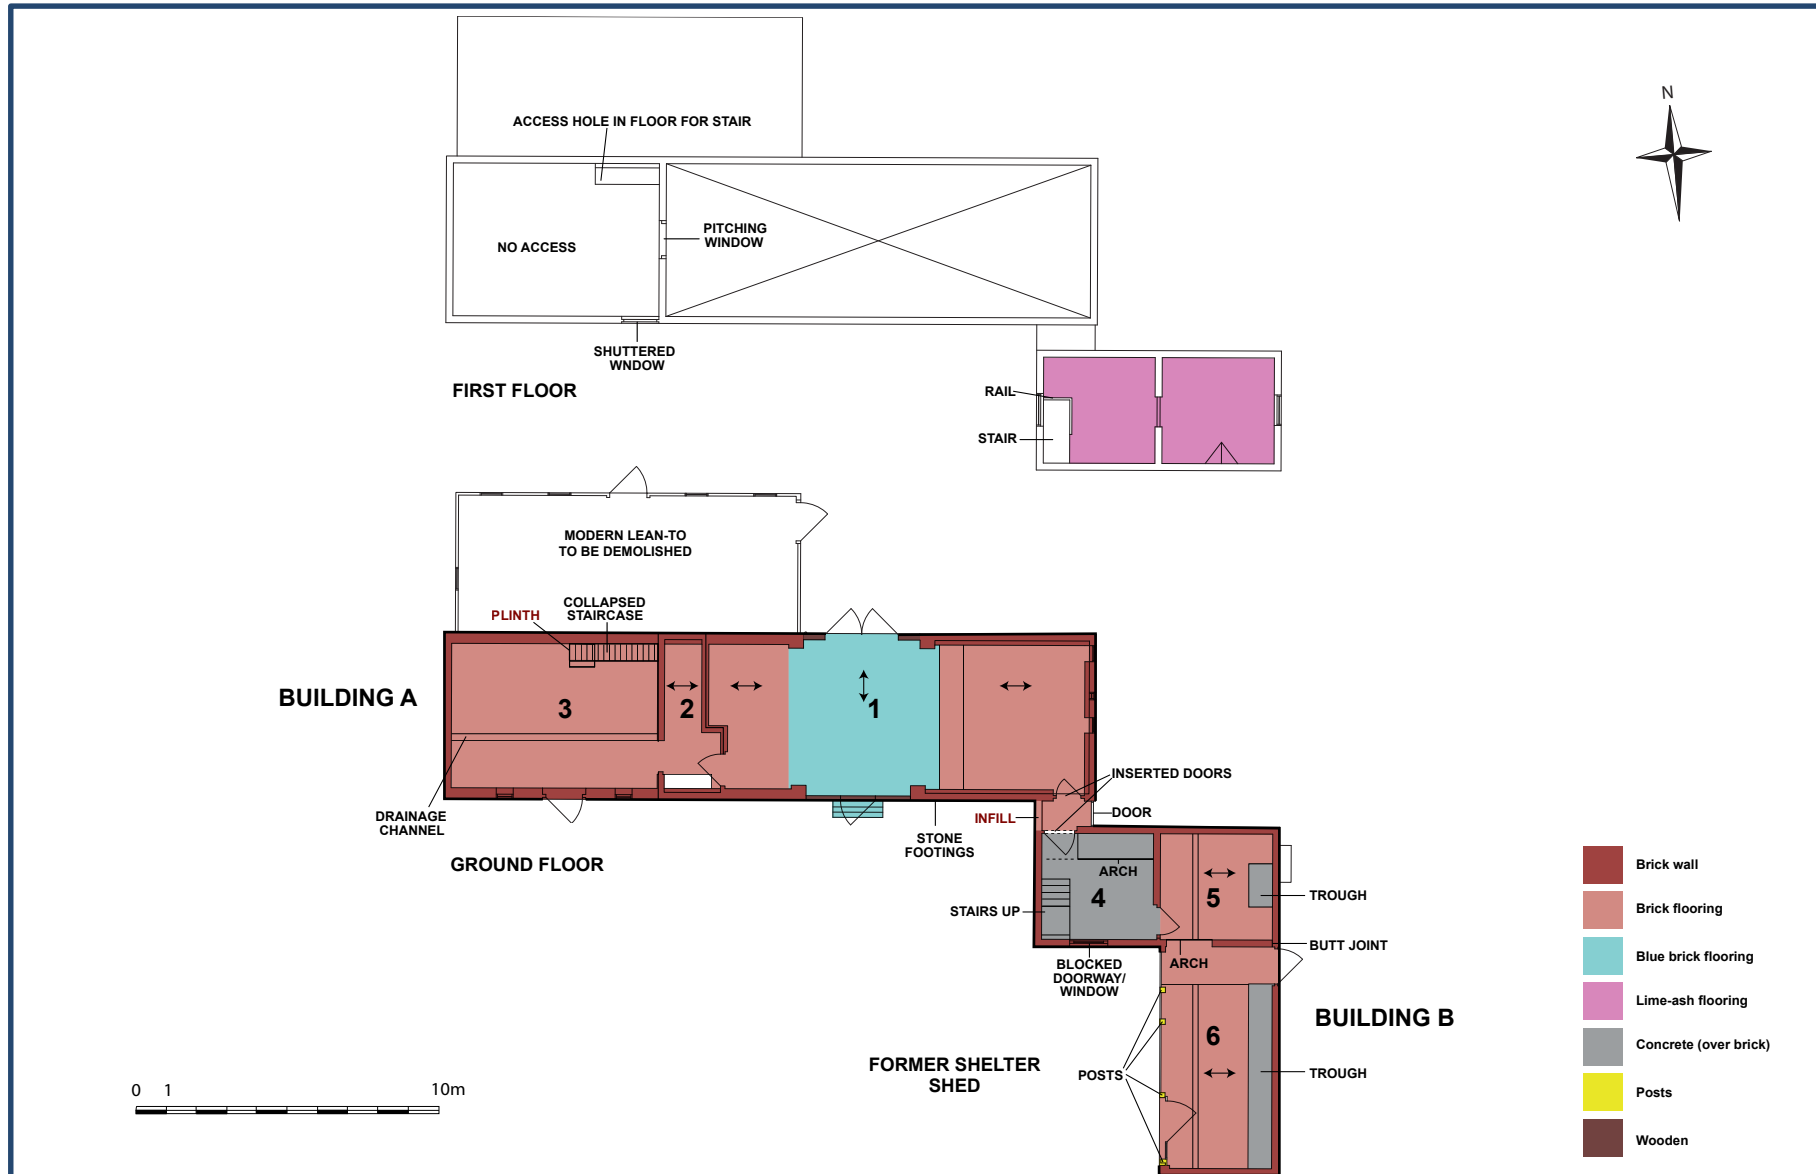 N
ACCESS HOLE IN FLOOR FOR STAIR
NO ACCESS
PITCHING
WINDOW
SHUTTERED
WNDOW
FIRST FLOOR
RAIL
STAIR
MODERN LEAN-TO
TO BE DEMOLISHED
PLINTH
COLLAPSED
STAIRCASE
BUILDING A
3
2
1
DRAINAGE
CHANNEL
GROUND FLOOR
STONE
FOOTINGS
INFILL
INSERTED DOORS
DOOR
ARCH
4
5
STAIRS UP
TROUGH
BUTT JOINT
BLOCKED
DOORWAY/
WINDOW
ARCH
BUILDING B
6
FORMER SHELTER
SHED
POSTS
TROUGH
0 1 10m
Brick wall
Brick flooring
Blue brick flooring
Lime-ash flooring
Concrete (over brick)
Posts
Wooden